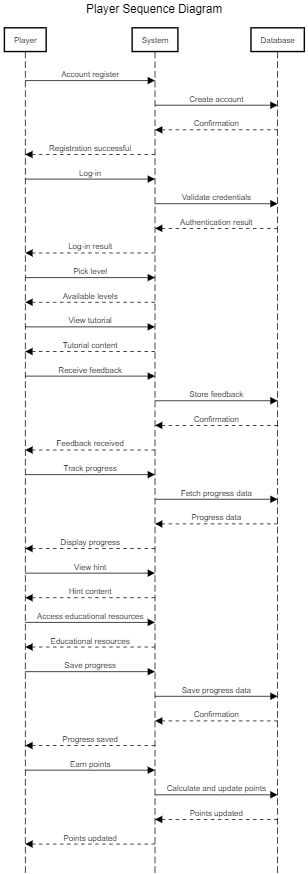 Player Sequence Diagram
Player
System
Database
Account register
Create account
Confirmation
Registration successful
Log-in
Validate credentials
Authentication result
Log-in result
Pick level
Available levels
View tutorial
Tutorial content
Receive feedback
Store feedback
Confirmation
Feedback received
Track progress
Fetch progress data
Progress data
Display progress
View hint
Hint content
Access educational resources
Educational resources
Save progress
Save progress data
Confirmation
Progress saved
Earn points
Calculate and update points
Points updated
Points updated